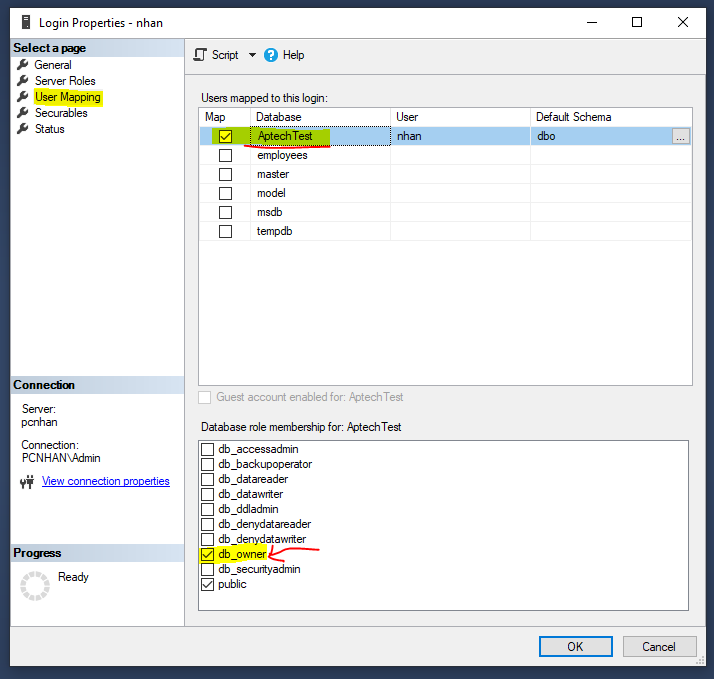 Login Properties - nhan
Select a page
General
Server Roles
User Mapping
Securables
Status
Script
Help
Users mapped to this login:
Map Database User Default Schema
AptechTest nhan dbo ...
employees
master
model
msdb
tempdb
Guest account enabled for: AptechTest
Database role membership for: AptechTest
db_accessadmin
db_backupoperator
db_datareader
db_datawriter
db_ddladmin
db_denydatareader
db_denydatawriter
db_owner
db_securityadmin
public
Connection
Server:
pcnhan
Connection:
PCNHAN\Admin
View connection properties
Progress
Ready
OK
Cancel